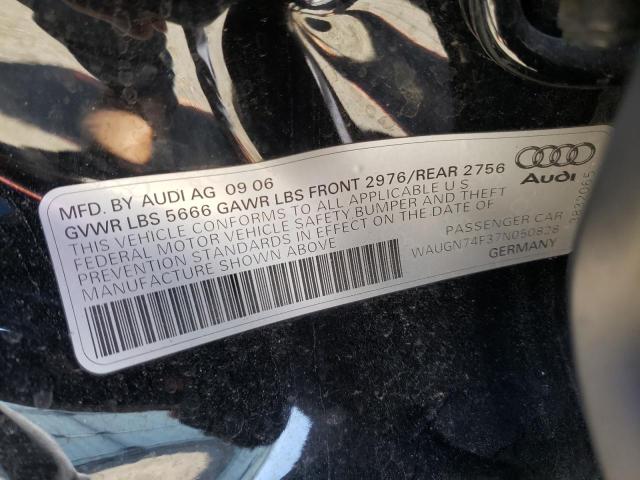 MFD. BY AUDI AG 09 06
GVWR LBS 5666 GAWR LBS FRONT 2976/REAR 2756
THIS VEHICLE CONFORMS TO ALL APPLICABLE U S
FEDERAL MOTOR VEHICLE SAFETY BUMPER AND THEFT
PREVENTION STANDARDS IN EFFECT ON THE DATE OF
MANUFACTURE SHOWN ABOVE
Audi
PASSENGER CAR
WAUGN74F37N050828
GERMANY